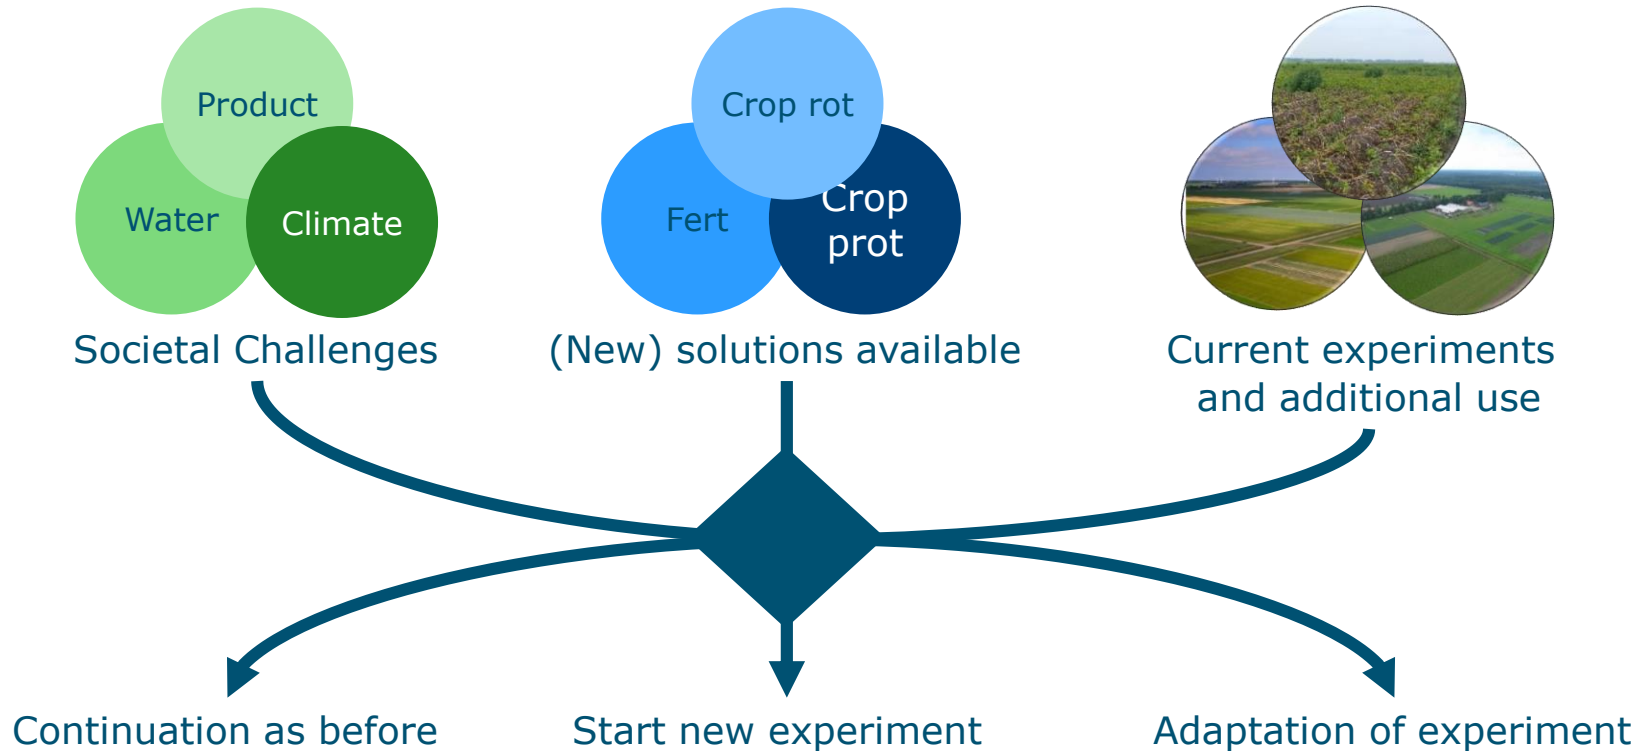 Product
Water
Climate
Crop rot
Fert
Crop
prot
Societal Challenges
(New) solutions available
Current experiments
and additional use
Continuation as before
Start new experiment
Adaptation of experiment